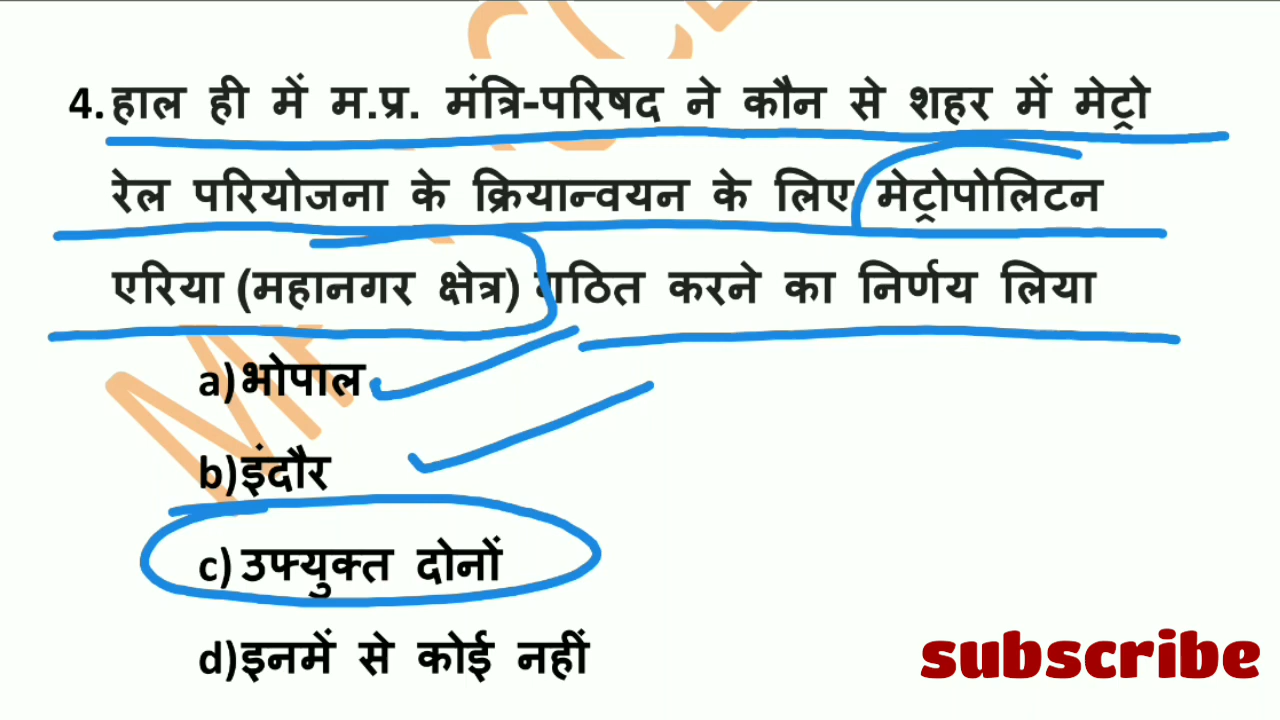 4. हाल ही में म.प्र. मंत्रि-परिषद ने कौन से शहर में मेट्रो
रेल परियोजना के क्रियान्वयन के लिए मेट्रोपोलिटन
एरिया (महानगर क्षेत्र) गठित करने का निर्णय लिया
a) भोपाल
b) इंदौर
c) उफ्युक्त दोनों
d) इनमें से कोई नहीं
subscribe